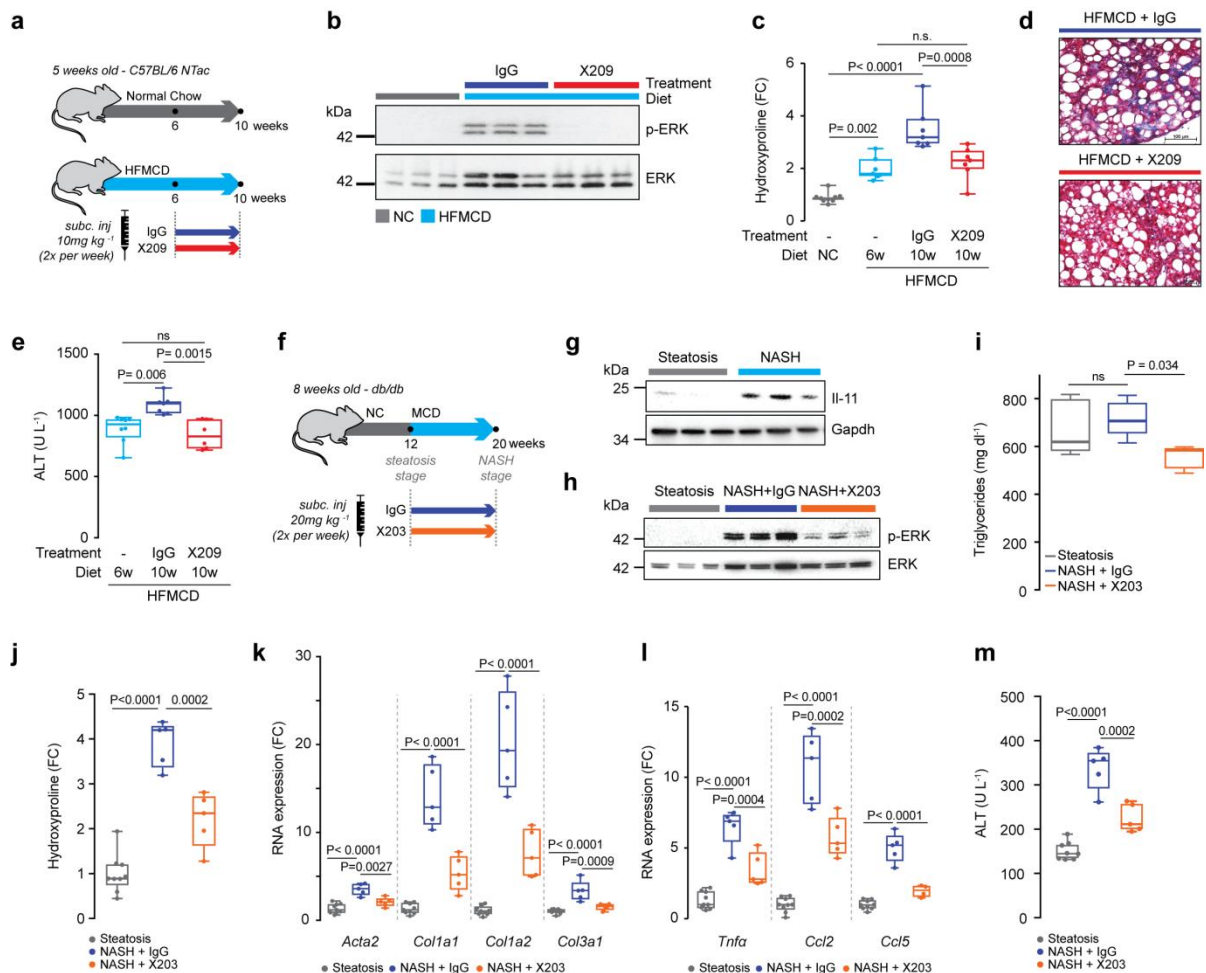 a
5 weeks old - C57BL/6 NTac
Normal Chow
6
10 weeks
HFMCD
6
10 weeks
subc. inj
10mg kg -1
(2x per week)
IgG
X209
b
IgG
X209
Treatment
Diet
kDa
42
p-ERK
42
ERK
NC
HFMCD
c
Hydroxyproline (FC)
6
4
2
0
n.s.
P< 0.0001
P=0.0008
P= 0.002
Treatment - - IgG X209
Diet NC 6w 10w 10w
HFMCD
d
HFMCD + IgG
100 µm
HFMCD + X209
e
ALT (U L-1)
1500
1000
500
0
ns
P= 0.0015
P= 0.006
Treatment - IgG X209
Diet 6w 10w 10w
HFMCD
f
8 weeks old - db/db
NC MCD
12
20 weeks
steatosis
stage
NASH
stage
subc. inj
20mg kg -1
(2x per week)
IgG
X203
g
kDa
Steatosis
NASH
25
Il-11
34
Gapdh
h
kDa
Steatosis
NASH+IgG
NASH+X203
42
p-ERK
42
ERK
i
Triglycerides (mg dl-1)
800
600
400
200
0
P = 0.034
ns
Steatosis
NASH + IgG
NASH + X203
j
Hydroxyproline (FC)
5
4
3
2
1
0
P<0.0001
0.0002
Steatosis
NASH + IgG
NASH + X203
k
RNA expression (FC)
30
20
10
0
P< 0.0001
P=0.0027
P< 0.0001
P< 0.0001
P< 0.0001
P=0.0009
Acta2 Col1a1 Col1a2 Col3a1
Steatosis NASH + IgG NASH + X203
l
RNA expression (FC)
15
10
5
0
P< 0.0001
P=0.0004
P< 0.0001
P=0.0002
P< 0.0001
Tnfα Ccl2 Ccl5
Steatosis NASH + IgG NASH + X203
m
ALT (U L-1)
500
400
300
200
100
0
P<0.0001
0.0002
Steatosis
NASH + IgG
NASH + X203